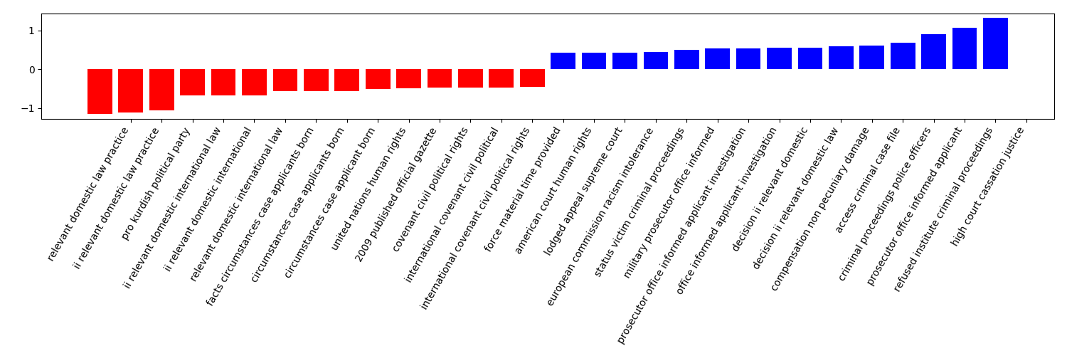 1
0
−1
relevant domestic law practice
ii relevant domestic law practice
pro kurdish political party
ii relevant domestic international law
ii relevant domestic international
relevant domestic international law
facts circumstances case applicants born
circumstances case applicants born
circumstances case applicant born
united nations human rights
2009 published official gazette
covenant civil political rights
international covenant civil political
international covenant civil political rights
force material time provided
american court human rights
lodged appeal supreme court
european commission racism intolerance
status victim criminal proceedings
military prosecutor office informed
prosecutor office informed applicant investigation
office informed applicant investigation
decision ii relevant domestic
decision ii relevant domestic law
compensation non pecuniary damage
access criminal case file
criminal proceedings police officers
prosecutor office informed applicant
refused institute criminal proceedings
high court cassation justice